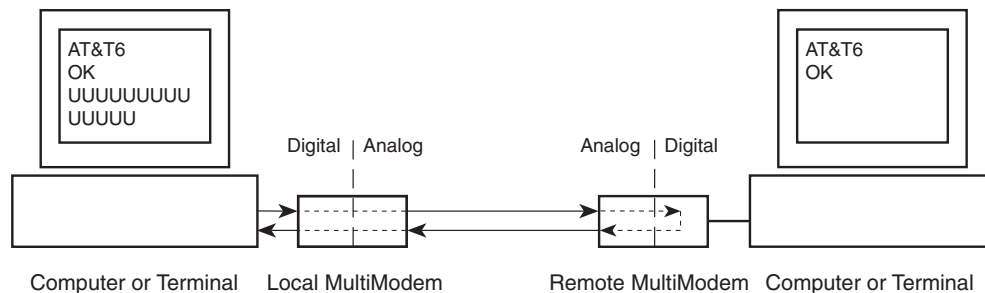 AT&T6
OK
UUUUUUUUU
UUUUU
AT&T6
OK
Digital | Analog
Analog | Digital
Computer or Terminal
Local MultiModem
Remote MultiModem
Computer or Terminal